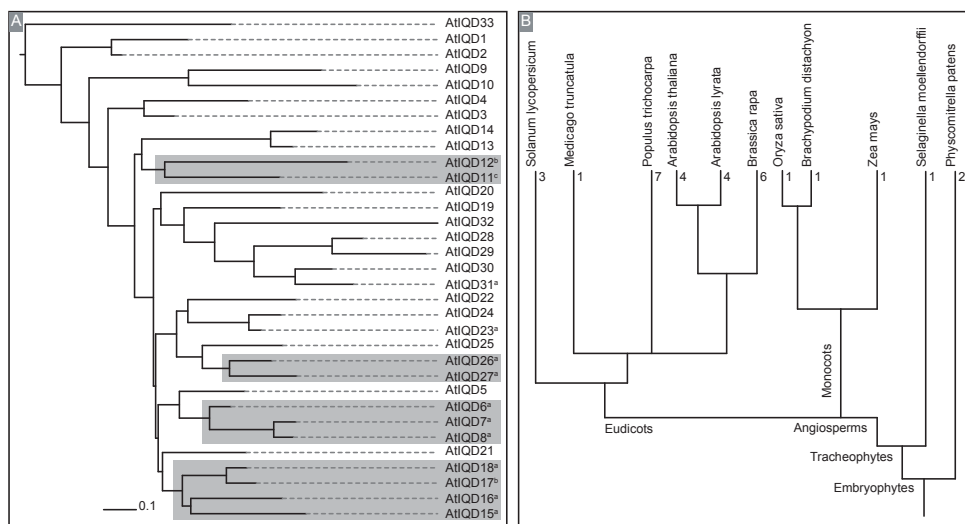 A
AtIQD33
AtIQD1
AtIQD2
AtIQD9
AtIQD10
AtIQD4
AtIQD3
AtIQD14
AtIQD13
AtIQD12ᵇ
AtIQD11ᶜ
AtIQD20
AtIQD19
AtIQD32
AtIQD28
AtIQD29
AtIQD30
AtIQD31ᵃ
AtIQD22
AtIQD24
AtIQD23ᵃ
AtIQD25
AtIQD26ᵃ
AtIQD27ᵃ
AtIQD5
AtIQD6ᵃ
AtIQD7ᵃ
AtIQD8ᵃ
AtIQD21
AtIQD18ᵃ
AtIQD17ᵇ
AtIQD16ᵃ
AtIQD15ᵃ
0.1
B
Solanum lycopersicum
Medicago truncatula
Populus trichocarpa
Arabidopsis thaliana
Arabidopsis lyrata
Brassica rapa
Oryza sativa
Brachypodium distachyon
Zea mays
Selaginella moellendorffii
Physcomitrella patens
3 1 7 4 4 6 1 1 1 1 2
Monocots
Eudicots
Angiosperms
Tracheophytes
Embryophytes